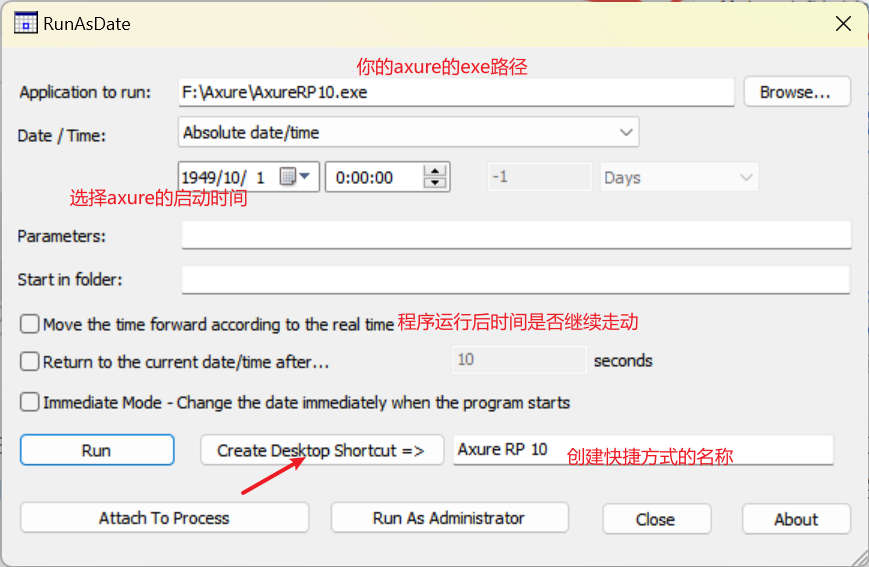 RunAsDate
你的axure的exe路径
Application to run: F:\Axure\AxureRP10.exe Browse...
Date / Time: Absolute date/time
1949/10/ 1 0:00:00 -1 Days
选择axure的启动时间
Parameters:
Start in folder:
Move the time forward according to the real time 程序运行后时间是否继续走动
Return to the current date/time after... 10 seconds
Immediate Mode - Change the date immediately when the program starts
Run Create Desktop Shortcut => Axure RP 10 创建快捷方式的名称
Attach To Process Run As Administrator Close About